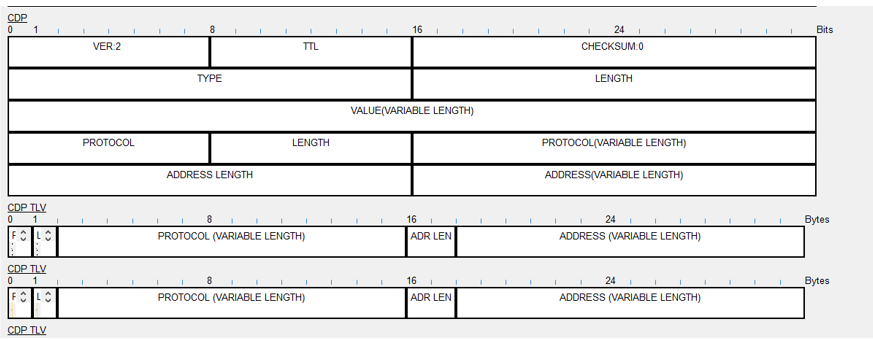 CDP
0 1 8 16 24 Bits
VER:2 TTL CHECKSUM:0
TYPE LENGTH
VALUE(VARIABLE LENGTH)
PROTOCOL LENGTH PROTOCOL(VARIABLE LENGTH)
ADDRESS LENGTH ADDRESS(VARIABLE LENGTH)
CDP TLV
0 1 8 16 24 Bytes
PROTOCOL (VARIABLE LENGTH) ADR LEN ADDRESS (VARIABLE LENGTH)
CDP TLV
0 1 8 16 24 Bytes
PROTOCOL (VARIABLE LENGTH) ADR LEN ADDRESS (VARIABLE LENGTH)
CDP TLV